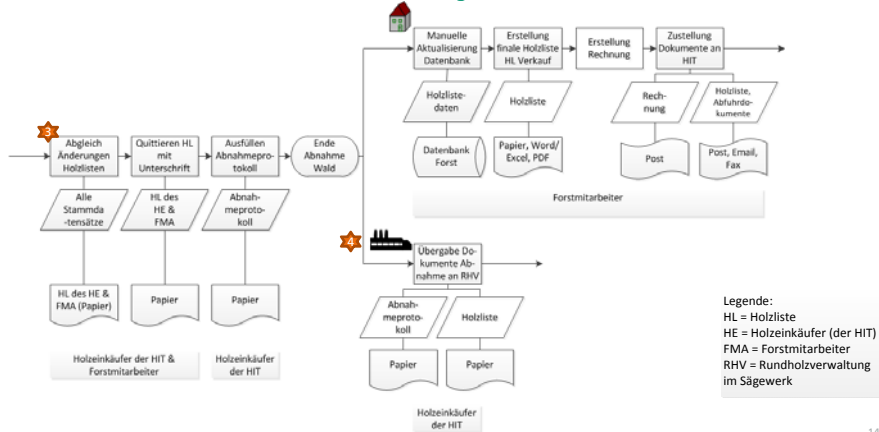 Manuelle
Aktualisierung
Datenbank
Erstellung
finale Holzliste
HL Verkauf
Erstellung
Rechnung
Zustellung
Dokumente an
HIT
Holzliste-
daten
Holzliste
Rech-
nung
Holzliste,
Abfuhrdo-
kumente
Datenbank
Forst
Papier, Word/
Excel, PDF
Post
Post, Email,
Fax
Forstmitarbeiter
3
Abgleich
Änderungen
Holzlisten
Quittieren HL
mit
Unterschrift
Ausfüllen
Abnahmepro-
tokoll
Ende
Abnahme
Wald
Alle
Stammda
-tensätze
HL des HE &
FMA
Abnah-
meproto-
koll
HL des HE &
FMA (Papier)
Papier
Papier
Holzeinkäufer der HIT &
Forstmitarbeiter
Holzeinkäufer
der HIT
4
Übergabe Do-
kumente Ab-
nahme an RHV
Abnah-
meproto-
koll
Holzliste
Papier
Papier
Holzeinkäufer
der HIT
Legende:
HL = Holzliste
HE = Holzeinkäufer (der HIT)
FMA = Forstmitarbeiter
RHV = Rundholzverwaltung
im Sägewerk
14